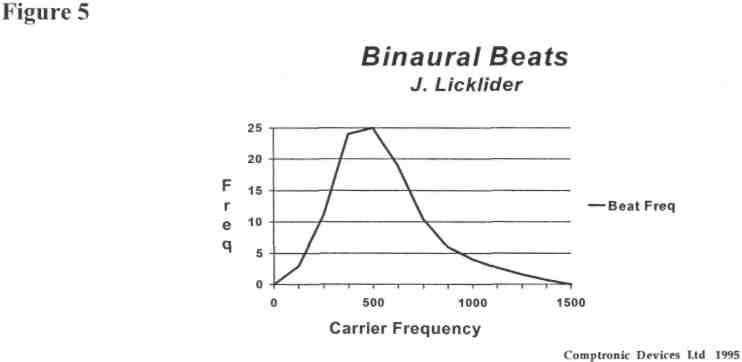 Figure 5
Binaural Beats
J. Licklider
25
20
15
10
5
0
Freq
0 500 1000 1500
Carrier Frequency
Beat Freq
Comptronic Devices Ltd 1995